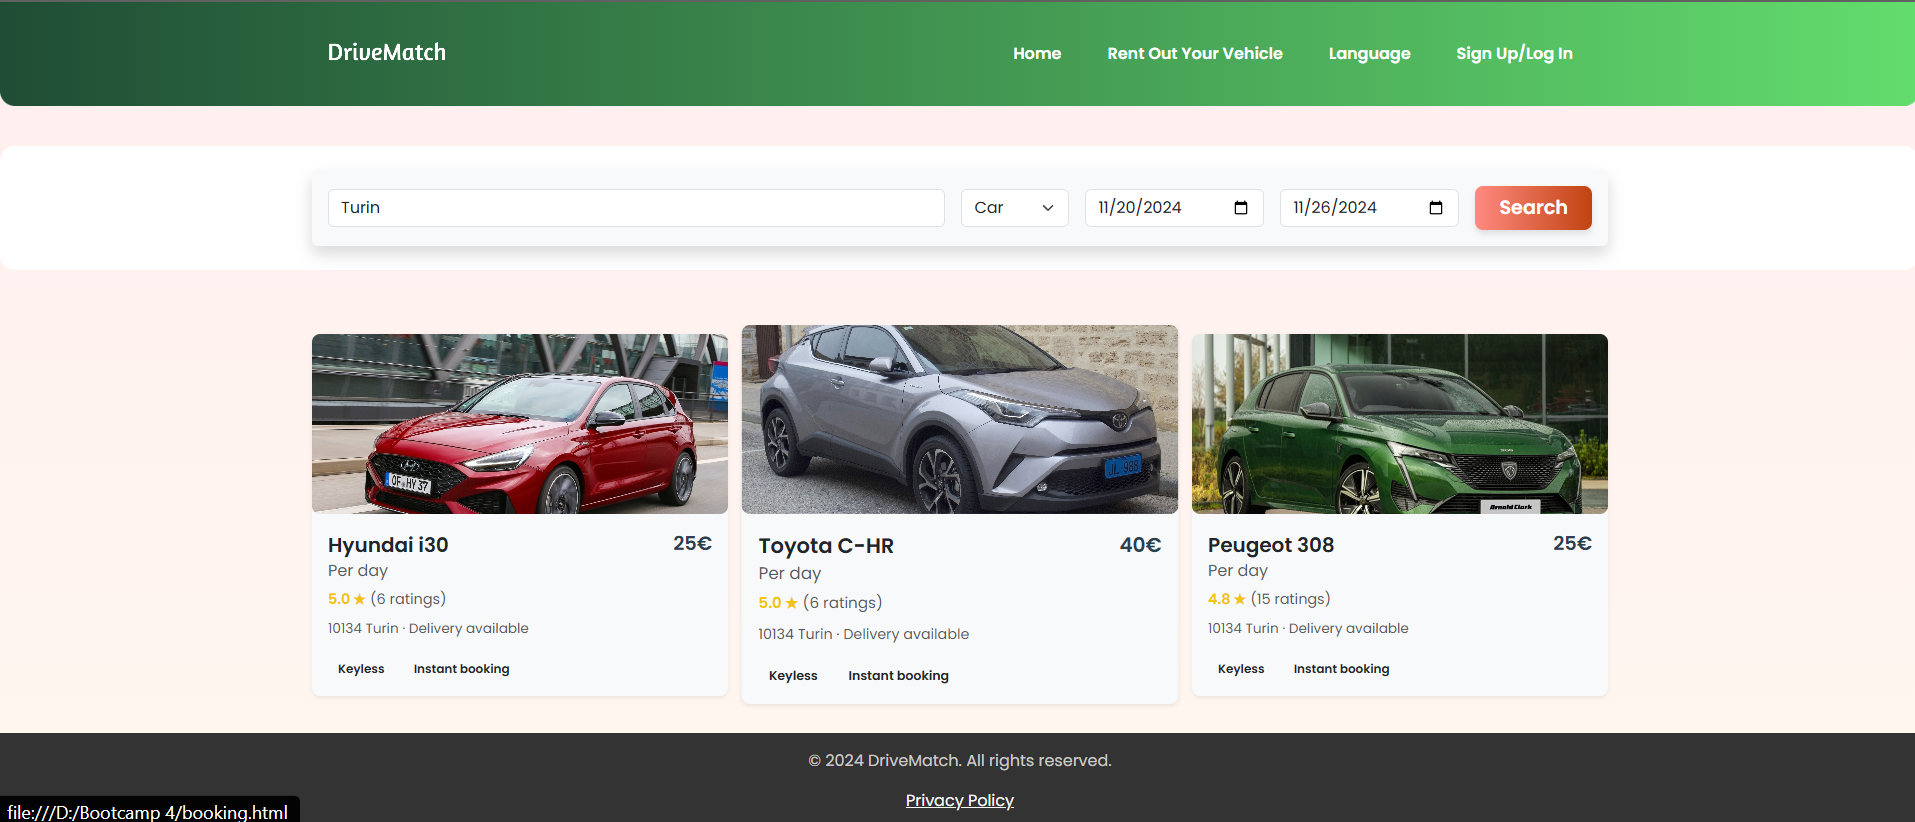 DriveMatch
Home Rent Out Your Vehicle Language Sign Up/Log In
Turin Car 11/20/2024 11/26/2024 Search
QF HY 37
JL 988
Arnold Clark
Hyundai i30 25€
Per day
5.0 ★ (6 ratings)
10134 Turin · Delivery available
Keyless Instant booking
Toyota C-HR 40€
Per day
5.0 ★ (6 ratings)
10134 Turin · Delivery available
Keyless Instant booking
Peugeot 308 25€
Per day
4.8 ★ (15 ratings)
10134 Turin · Delivery available
Keyless Instant booking
© 2024 DriveMatch. All rights reserved.
Privacy Policy
file:///D:/Bootcamp 4/booking.html